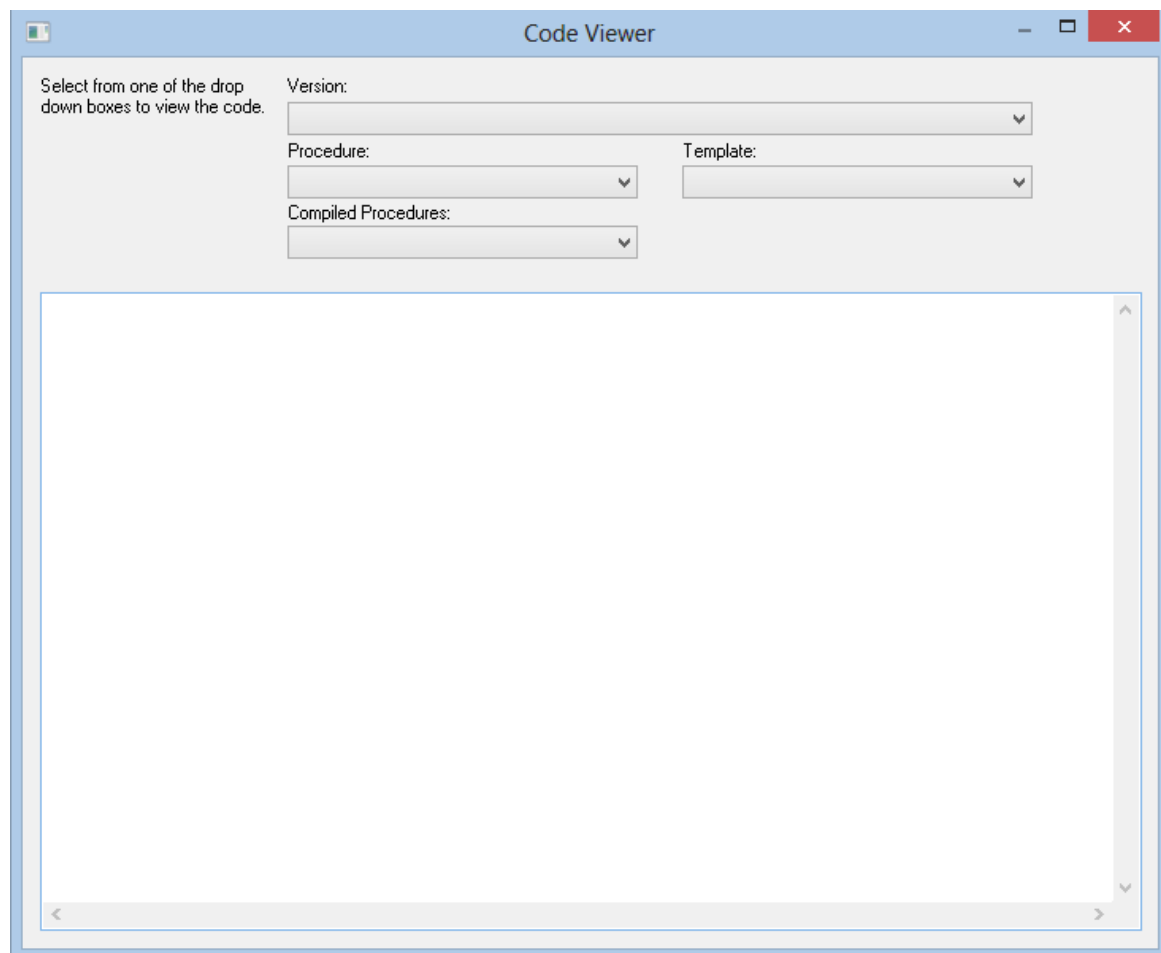 Code Viewer
Select from one of the drop
down boxes to view the code.
Version:
Procedure:
Template:
Compiled Procedures: